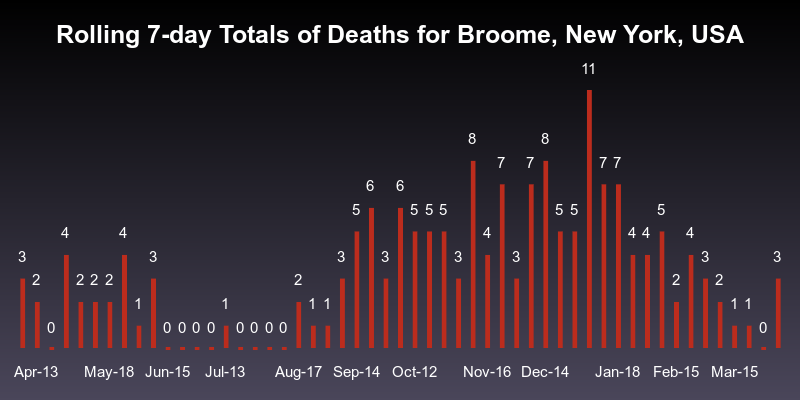 Rolling 7-day Totals of Deaths for Broome, New York, USA
3 2 0 4 2 2 2 4 1 3 0 0 0 0 1 0 0 0 0 2 1 1 3 5 6 3 6 5 5 5 3 8 4 7 3 7 8 5 5 11 7 7 4 4 5 2 4 3 2 1 1 0 3
Apr-13 May-18 Jun-15 Jul-13 Aug-17 Sep-14 Oct-12 Nov-16 Dec-14 Jan-18 Feb-15 Mar-15